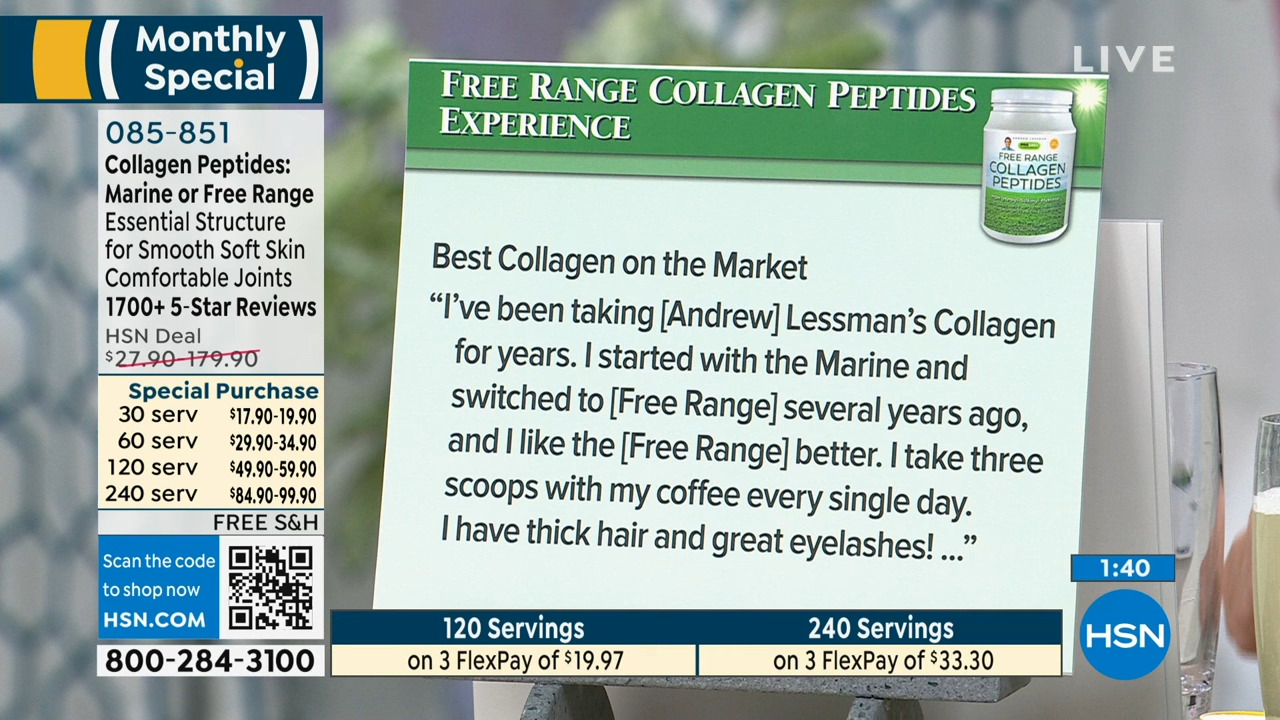 Monthly
Special
085-851
Collagen Peptides:
Marine or Free Range
Essential Structure
for Smooth Soft Skin
Comfortable Joints
1700+ 5-Star Reviews
HSN Deal
$27.90-179.90
Special Purchase
30 serv $17.90-19.90
60 serv $29.90-34.90
120 serv $49.90-59.90
240 serv $84.90-99.90
FREE S&H
Scan the code
to shop now
HSN.COM
800-284-3100
LIVE
FREE RANGE COLLAGEN PEPTIDES
EXPERIENCE
FREE RANGE
COLLAGEN
PEPTIDES
Best Collagen on the Market
“I’ve been taking [Andrew] Lessman’s Collagen
for years. I started with the Marine and
switched to [Free Range] several years ago,
and I like the [Free Range] better. I take three
scoops with my coffee every single day.
I have thick hair and great eyelashes! ...”
1:40
HSN
120 Servings
on 3 FlexPay of $19.97
240 Servings
on 3 FlexPay of $33.30